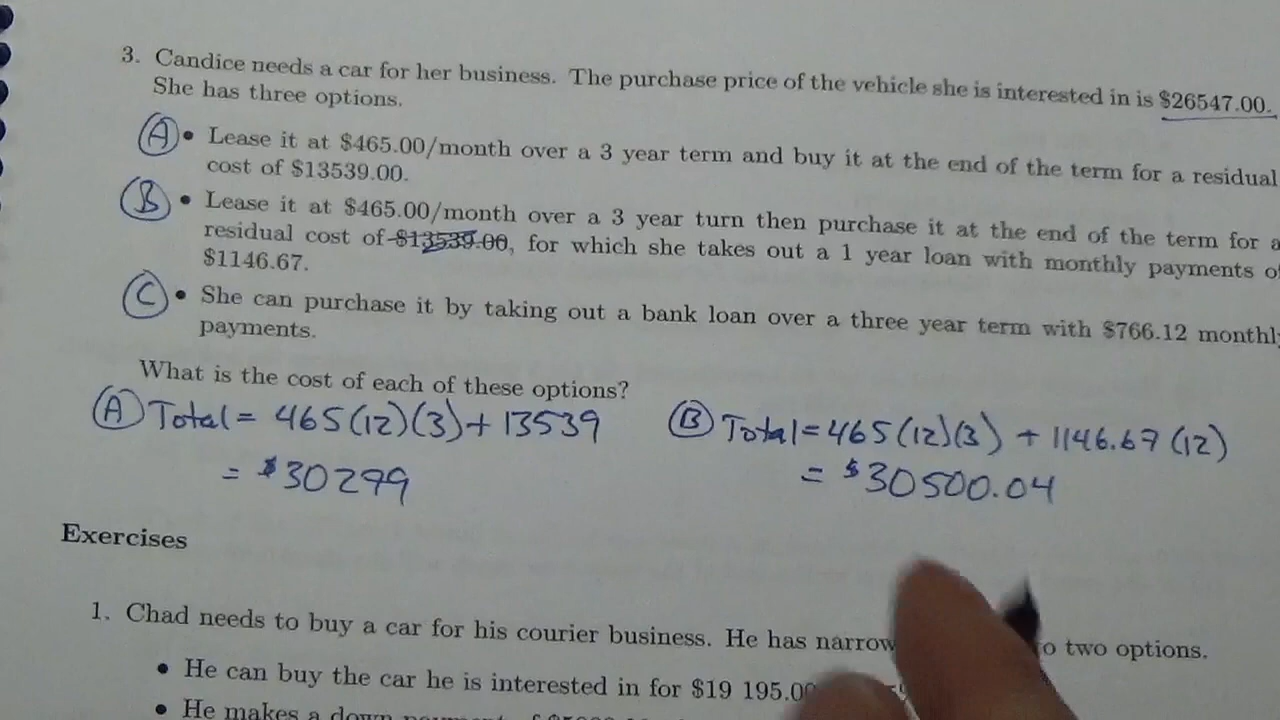 3. Candice needs a car for her business. The purchase price of the vehicle she is interested in is $26547.00.
She has three options.
(A) • Lease it at $465.00/month over a 3 year term and buy it at the end of the term for a residual
cost of $13539.00.
(B) • Lease it at $465.00/month over a 3 year turn then purchase it at the end of the term for a
residual cost of $13539.00, for which she takes out a 1 year loan with monthly payments
$1146.67.
(C) • She can purchase it by taking out a bank loan over a three year term with $766.12 monthly
payments.
What is the cost of each of these options?
(A) Total = 465(12)(3) + 13539
= $30279
(B) Total = 465(12)(3) + 1146.67(12)
= $30500.04
Exercises
1. Chad needs to buy a car for his courier business. He has two options.
• He can buy the car he is interested in for $19 195.00
• He makes a down